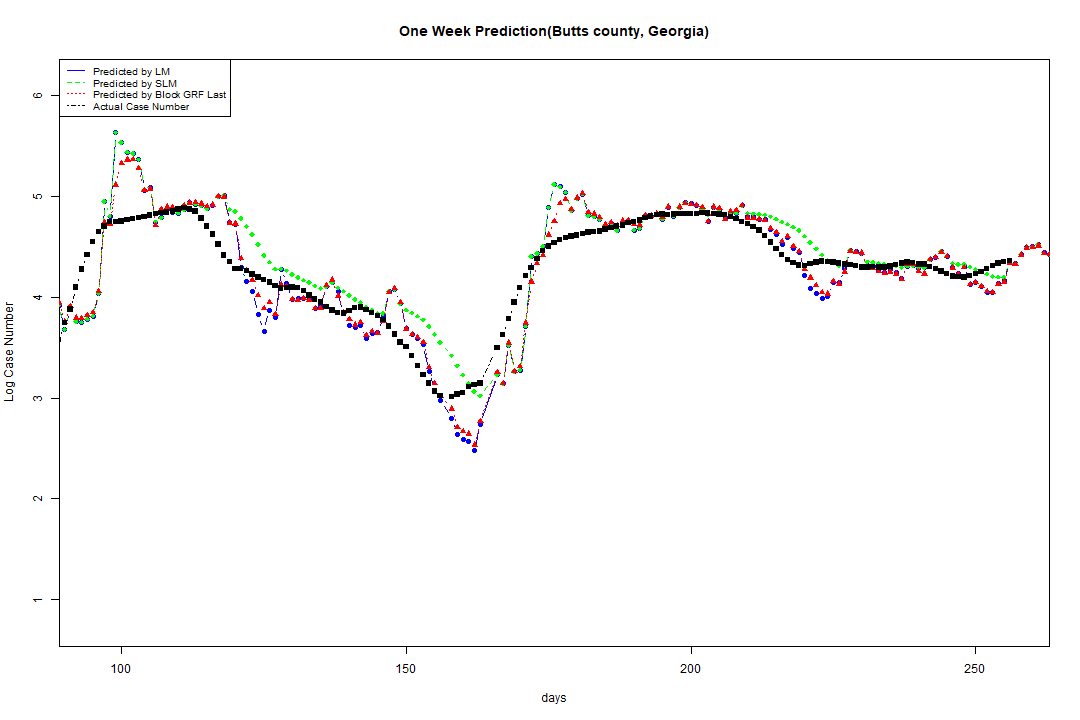 One Week Prediction(Butts county, Georgia)
Predicted by LM
Predicted by SLM
Predicted by Block GRF Last
Actual Case Number
Log Case Number
6
5
4
3
2
1
100
150
200
250
days